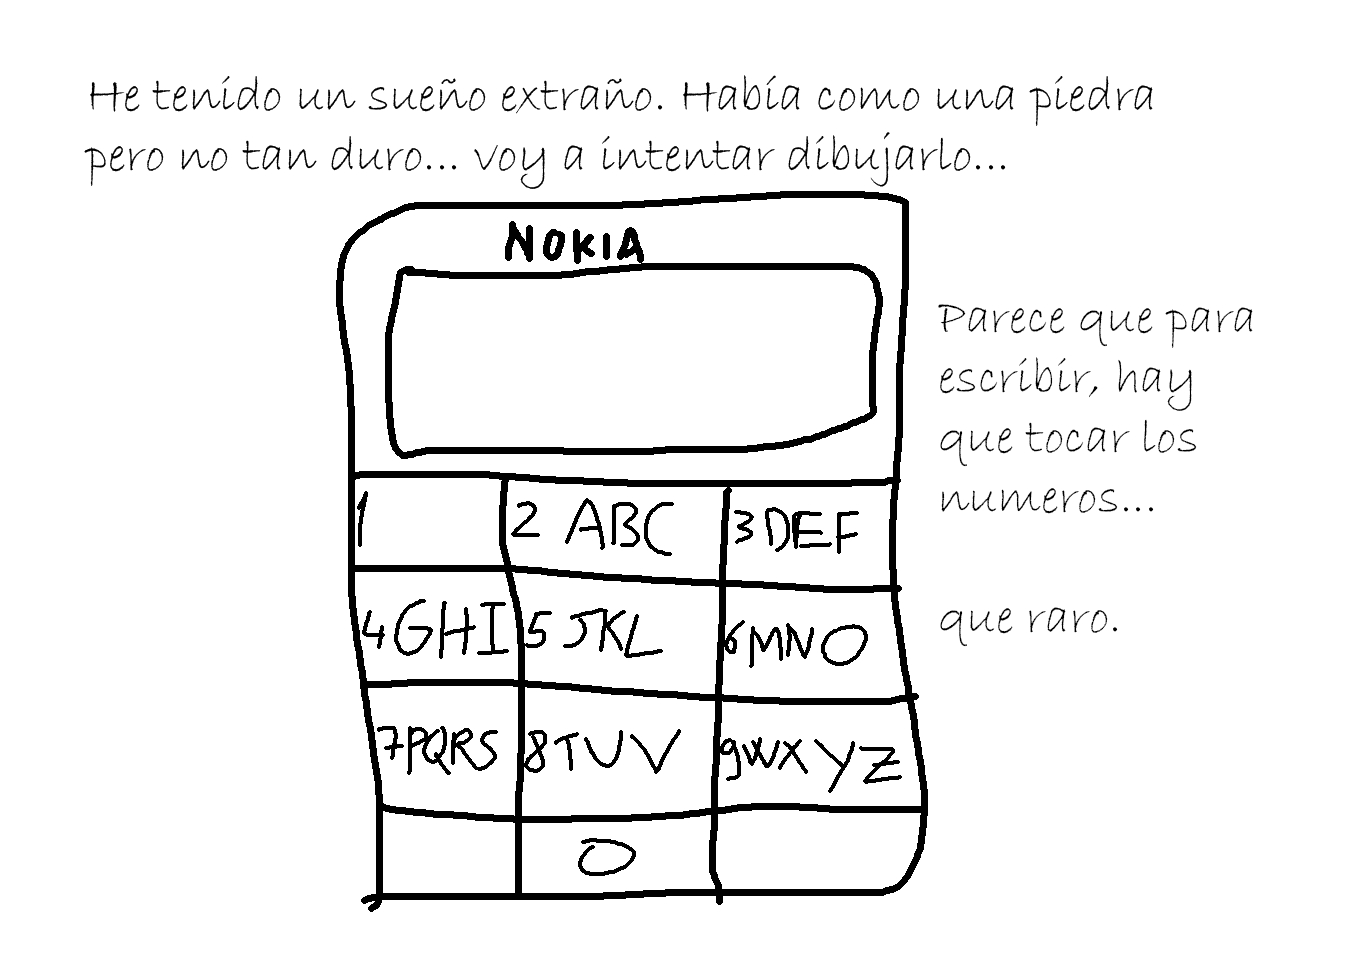 He tenido un sueño extraño. Había como una piedra
pero no tan duro... voy a intentar dibujarlo...
NOKIA
Parece que para
escribir, hay
que tocar los
numeros...
que raro.
1 2 ABC 3 DEF
4 GHI 5 JKL 6 MNO
7 PQRS 8 TUV 9 WXYZ
0